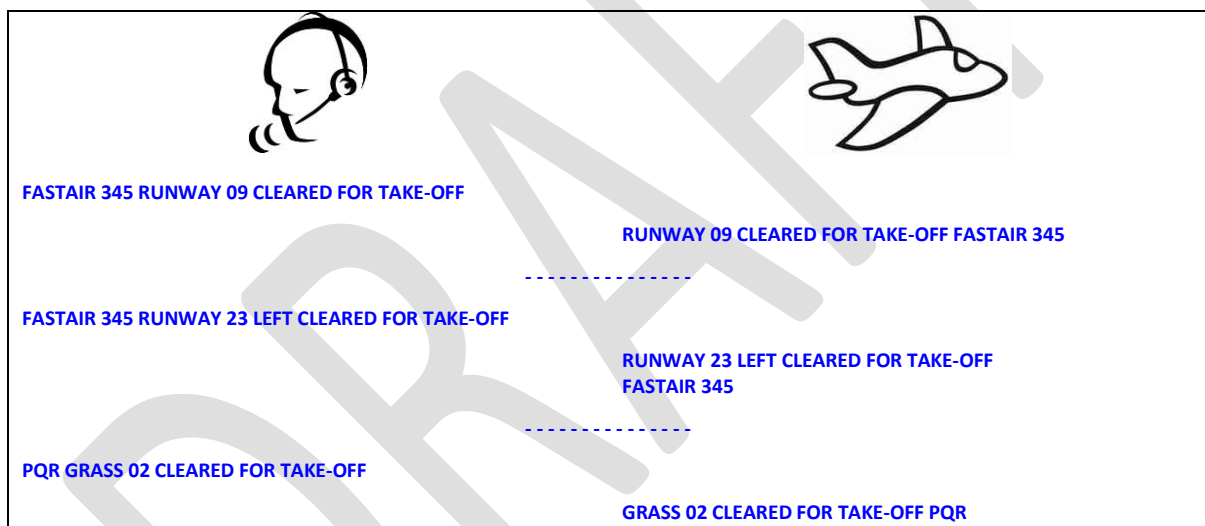 FASTAIR 345 RUNWAY 09 CLEARED FOR TAKE-OFF
RUNWAY 09 CLEARED FOR TAKE-OFF FASTAIR 345
- - - - - - - - - - - - - - -
FASTAIR 345 RUNWAY 23 LEFT CLEARED FOR TAKE-OFF
RUNWAY 23 LEFT CLEARED FOR TAKE-OFF
FASTAIR 345
- - - - - - - - - - - - - - -
PQR GRASS 02 CLEARED FOR TAKE-OFF
GRASS 02 CLEARED FOR TAKE-OFF PQR
DRAFT